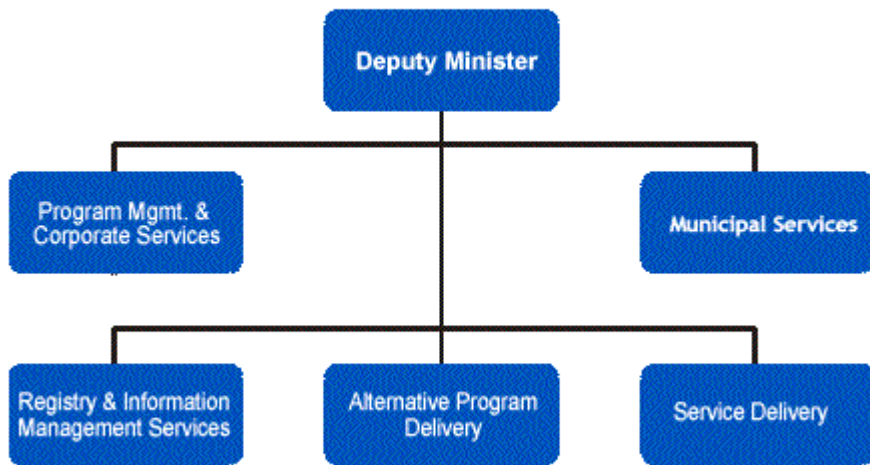 Deputy Minister
Program Mgmt. &
Corporate Services
Municipal Services
Registry & Information
Management Services
Alternative Program
Delivery
Service Delivery